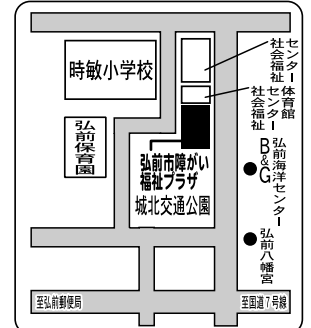 時敏小学校
社会福祉
センター
社会福祉
センター体育館
弘前保育園
弘前市障がい
福祉プラザ
城北交通公園
B&G
弘前海洋センター
弘前八幡宮
至弘前郵便局
至国道7号線